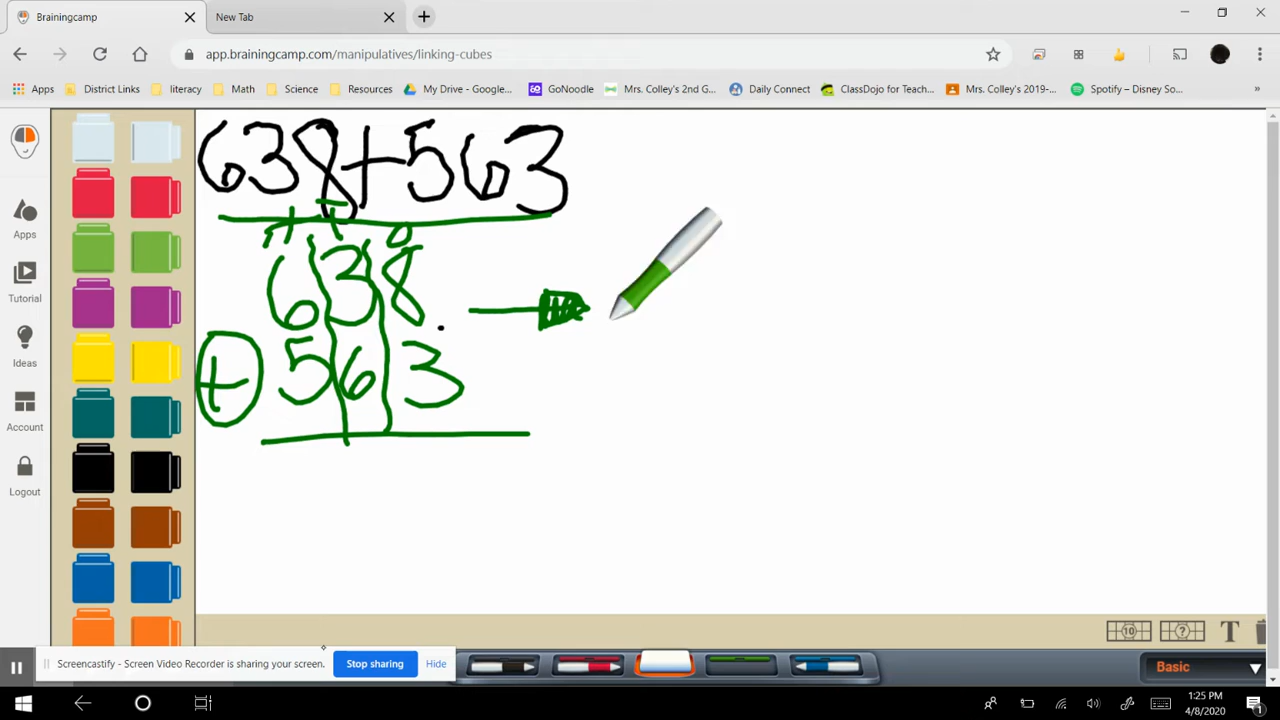 Brainingcamp
New Tab
app.brainingcamp.com/manipulatives/linking-cubes
Apps
District Links
literacy
Math
Science
Resources
My Drive - Google...
GoNoodle
Mrs. Colley's 2nd G...
Daily Connect
ClassDojo for Teach...
Mrs. Colley's 2019-...
Spotify – Disney So...
»
638+563
H T O
638
+ 563
Apps
Tutorial
Ideas
Account
Logout
10
?
T
Screencastify - Screen Video Recorder is sharing your screen.
Stop sharing
Hide
Basic
1:25 PM
4/8/2020
1